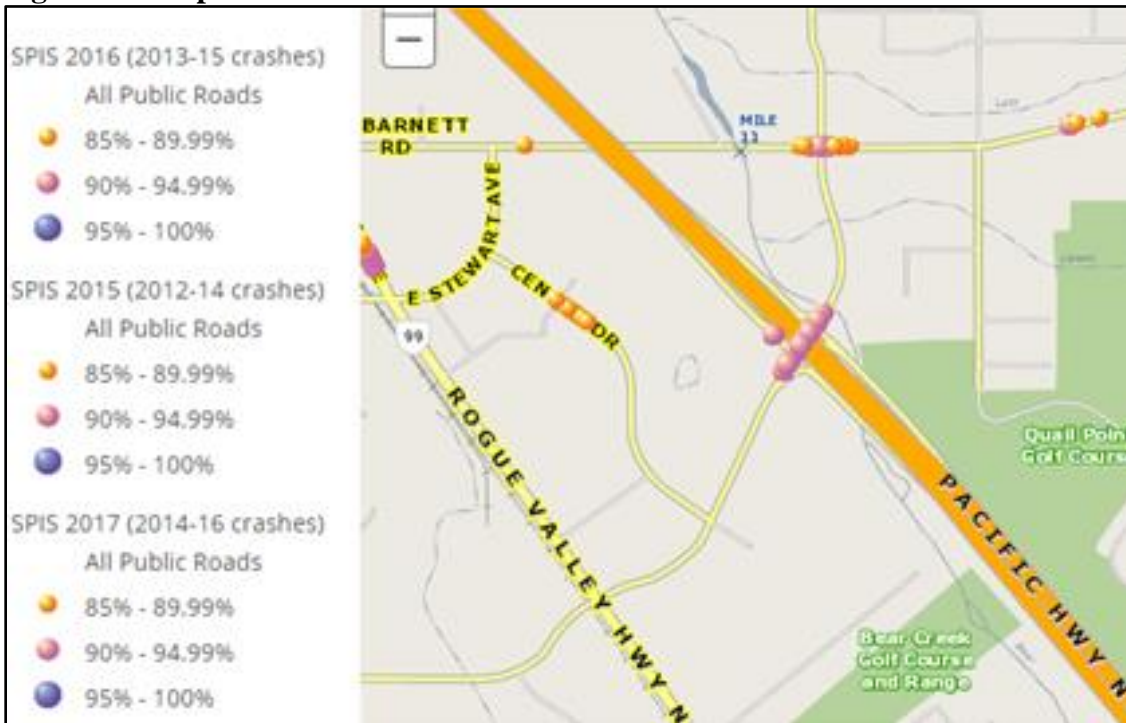 SPIS 2016 (2013-15 crashes)
All Public Roads
85% - 89.99%
90% - 94.99%
95% - 100%
SPIS 2015 (2012-14 crashes)
All Public Roads
85% - 89.99%
90% - 94.99%
95% - 100%
SPIS 2017 (2014-16 crashes)
All Public Roads
85% - 89.99%
90% - 94.99%
95% - 100%
BARNETT
RD
MILE
11
E STEWART AVE
CEN DR
99
ROGUE VALLEY HWY N
PACIFIC HWY N
Quail Poin
Golf Course
Bear Creek
Golf Course
and Range